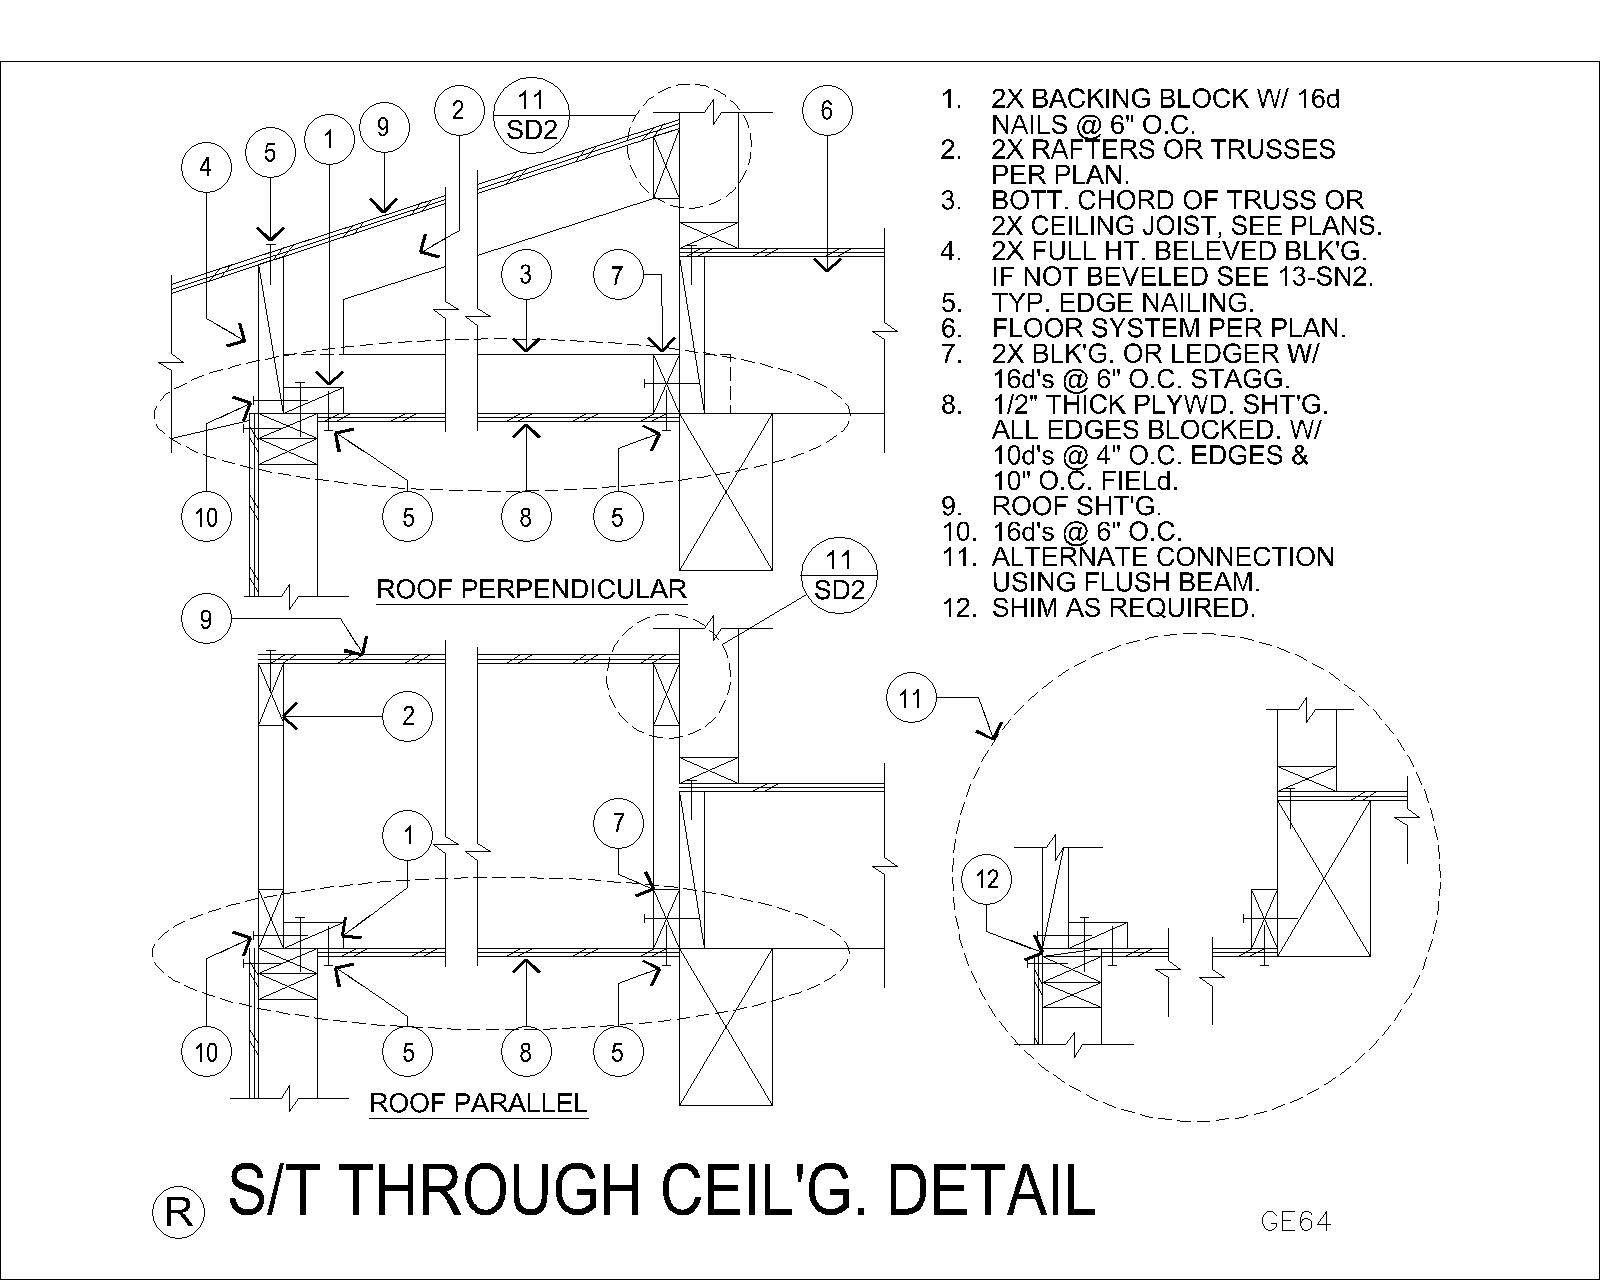 4
5
1
9
2
11
SD2
6
3
7
10
5
8
5
ROOF PERPENDICULAR
11
SD2
9
2
1
7
10
5
8
5
ROOF PARALLEL
1. 2X BACKING BLOCK W/ 16d
NAILS @ 6" O.C.
2. 2X RAFTERS OR TRUSSES
PER PLAN.
3. BOTT. CHORD OF TRUSS OR
2X CEILING JOIST, SEE PLANS.
4. 2X FULL HT. BELEVED BLK'G.
IF NOT BEVELED SEE 13-SN2.
5. TYP. EDGE NAILING.
6. FLOOR SYSTEM PER PLAN.
7. 2X BLK'G. OR LEDGER W/
16d's @ 6" O.C. STAGG.
8. 1/2" THICK PLYWD. SHT'G.
ALL EDGES BLOCKED. W/
10d's @ 4" O.C. EDGES &
10" O.C. FIELd.
9. ROOF SHT'G.
10. 16d's @ 6" O.C.
11. ALTERNATE CONNECTION
USING FLUSH BEAM.
12. SHIM AS REQUIRED.
11
12
R S/T THROUGH CEIL'G. DETAIL
GE64